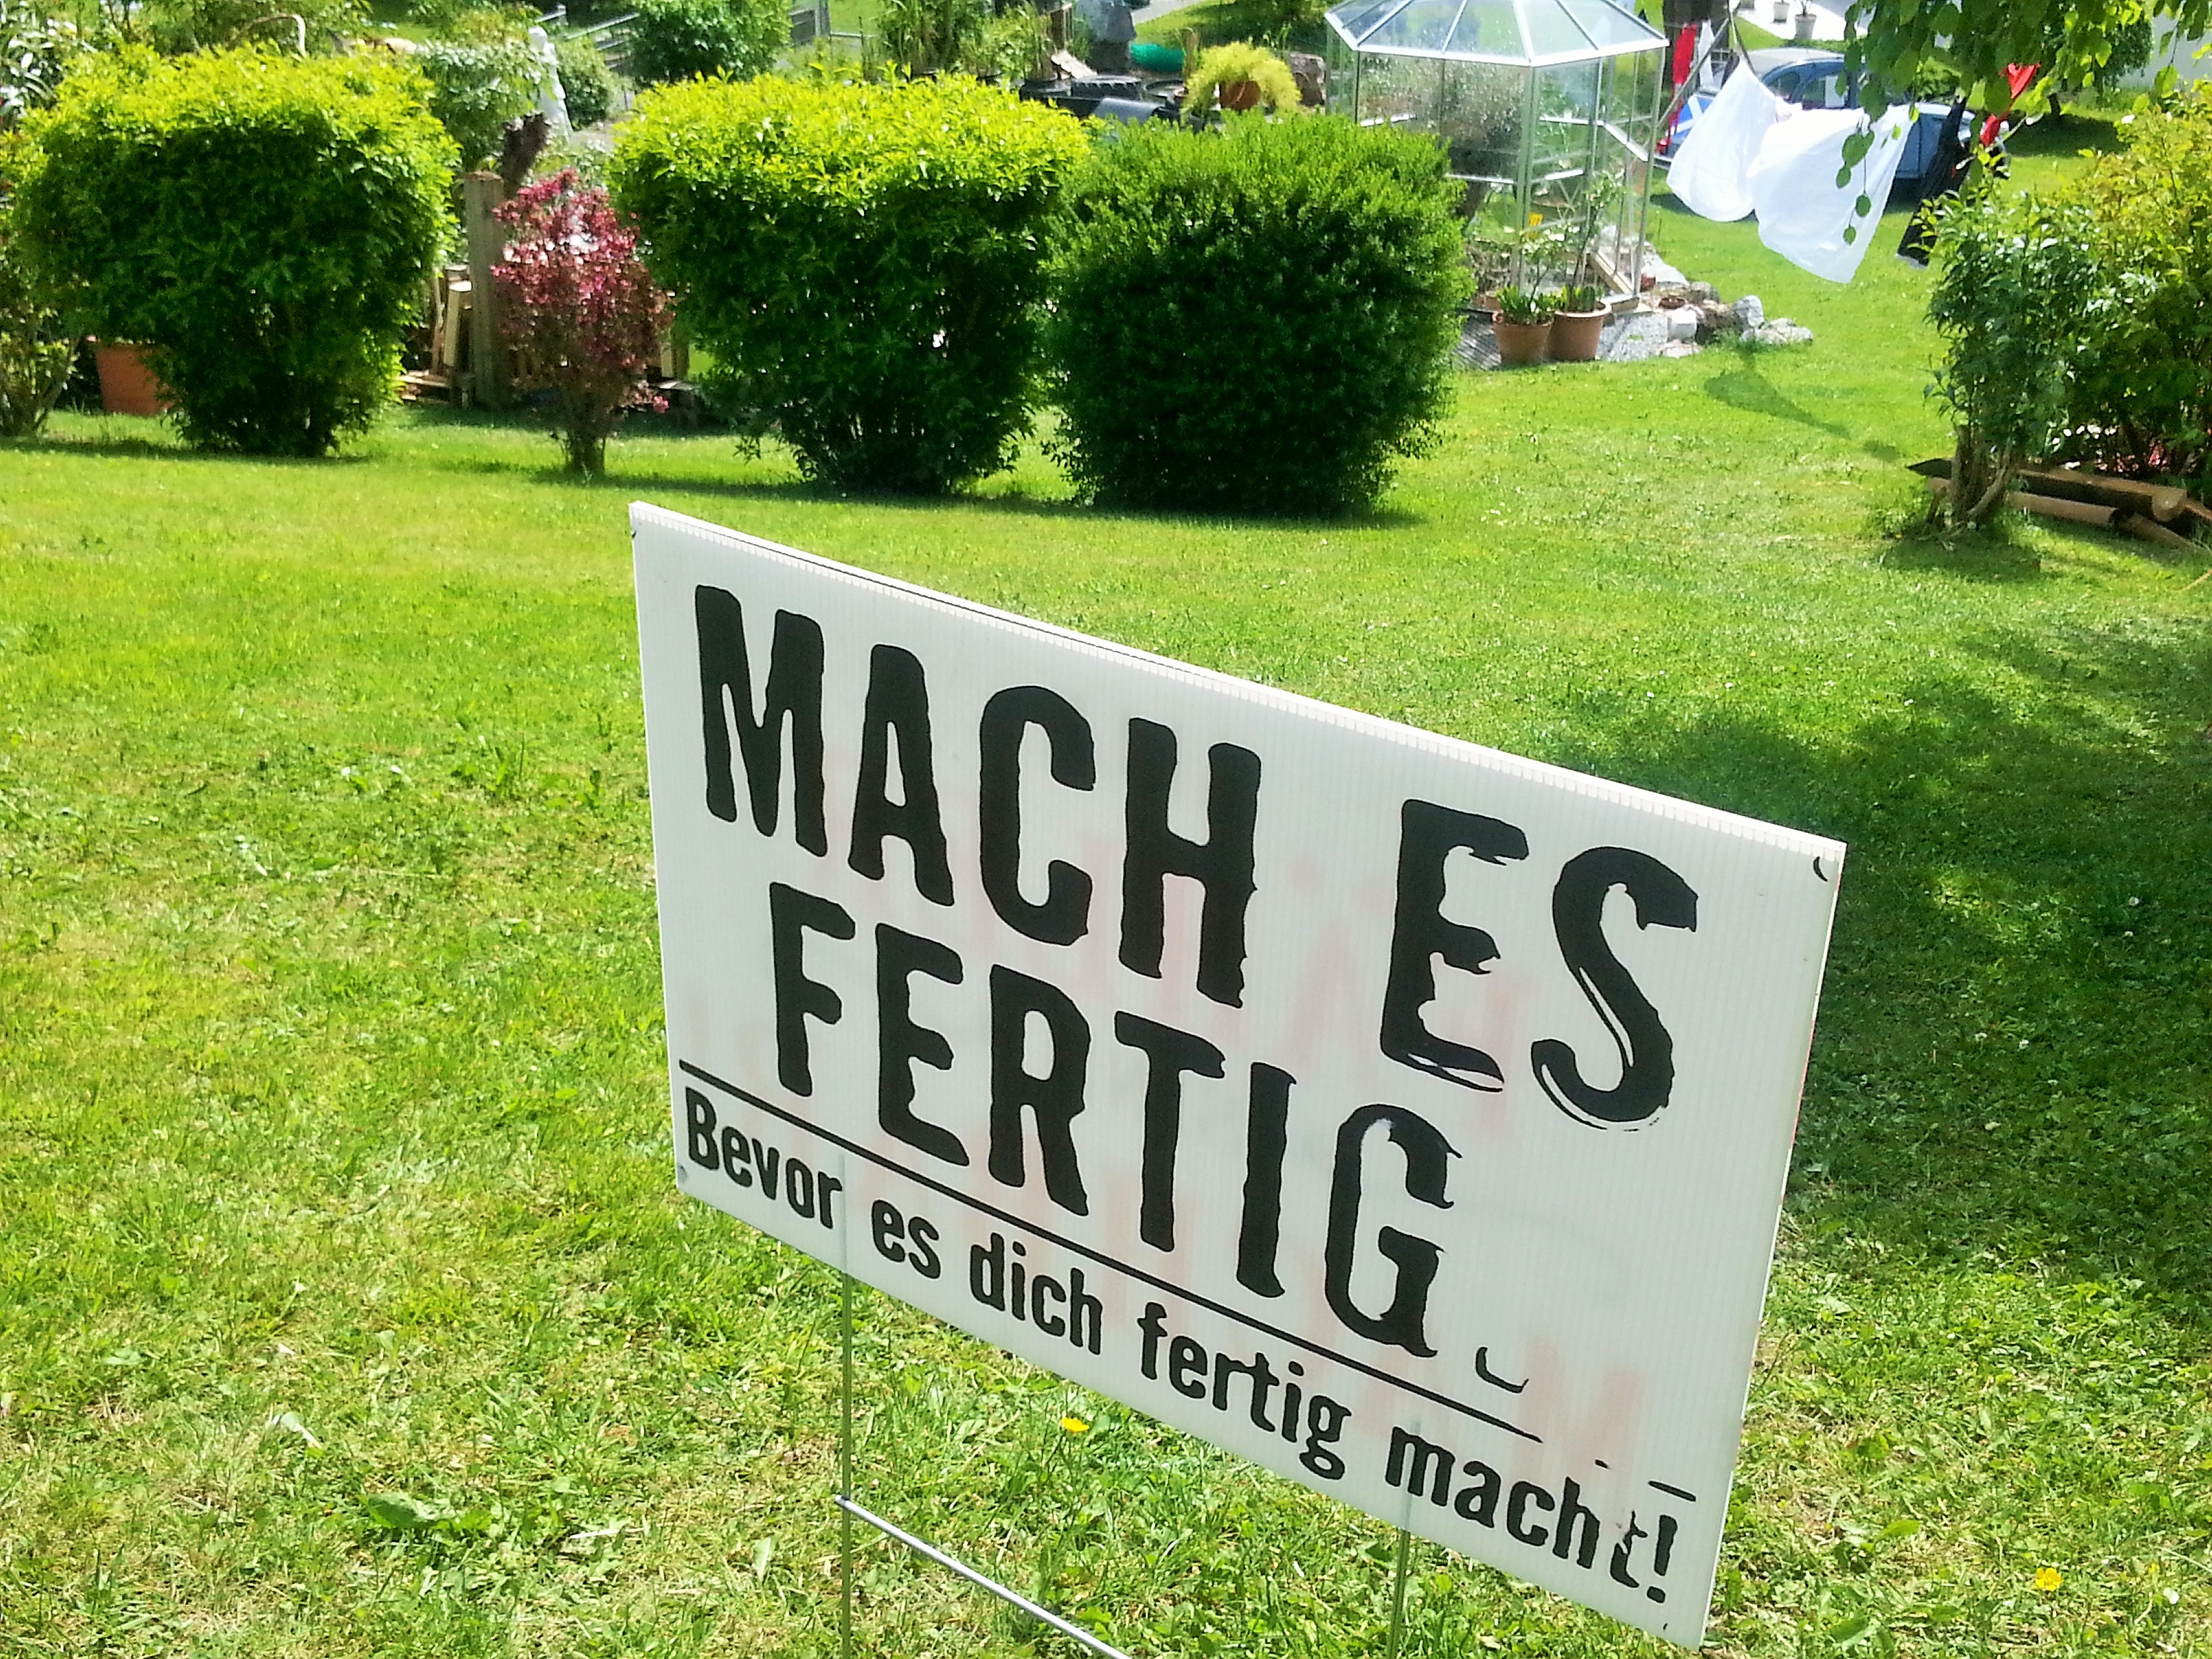 MACH ES
FERTIG
Bevor es dich fertig macht!